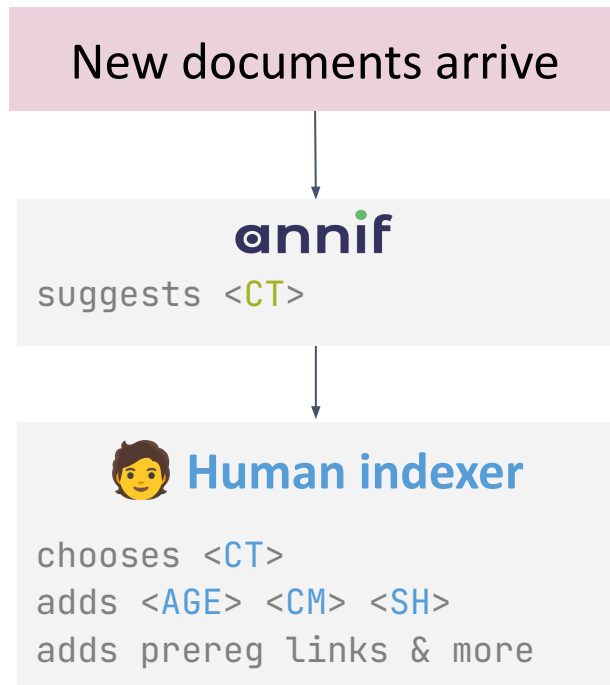 New documents arrive
annif
suggests <CT>
Human indexer
chooses <CT>
adds <AGE> <CM> <SH>
adds prereg links & more